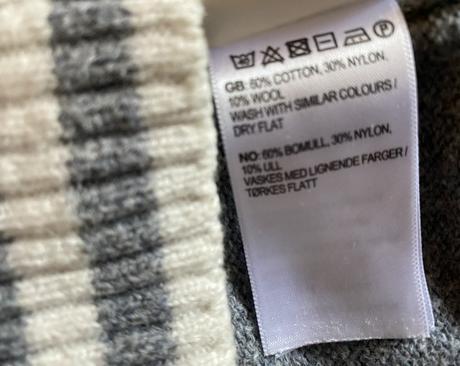 GB: 60% COTTON, 30% NYLON,
10% WOOL
WASH WITH SIMILAR COLOURS /
DRY FLAT
NO: 60% BOMULL, 30% NYLON,
10% ULL
VASKES MED LIGNENDE FARGER /
TØRKES FLATT